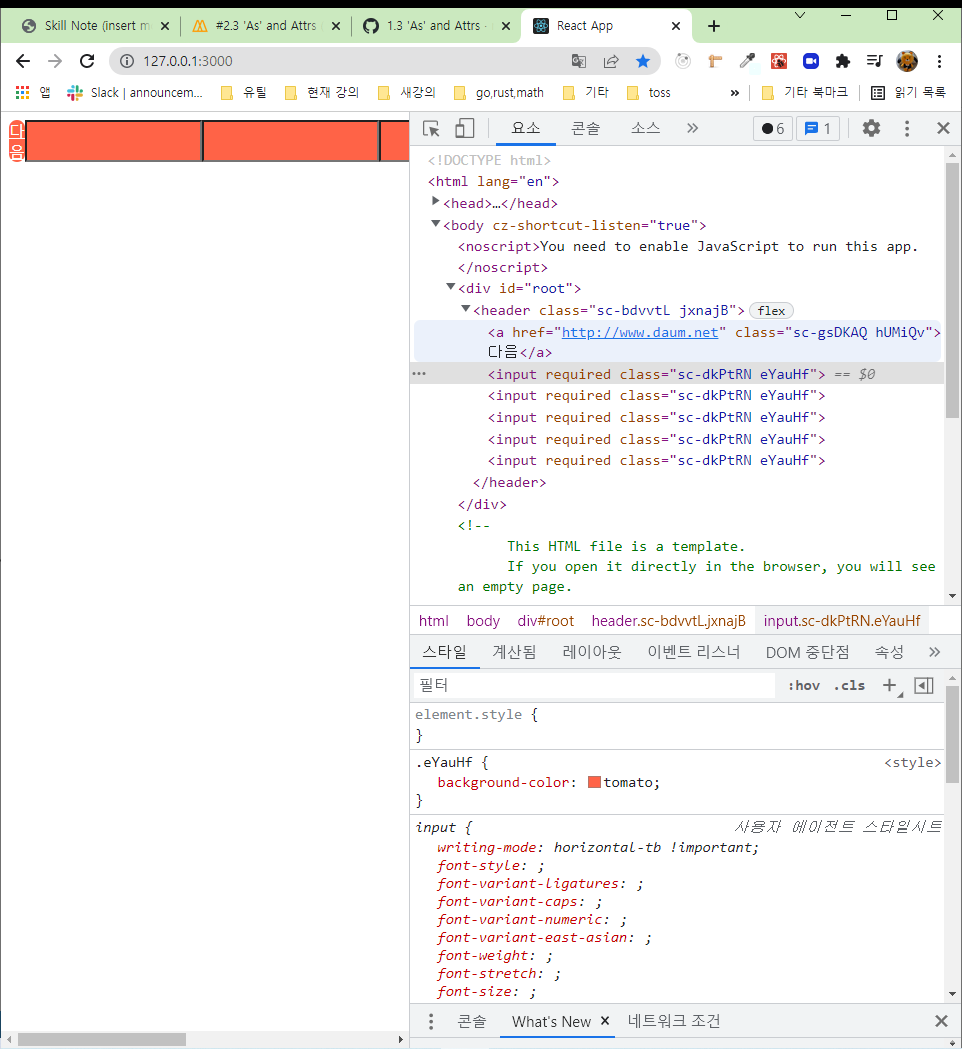 Skill Note (insert m
#2.3 'As' and Attrs
1.3 'As' and Attrs -
React App
127.0.0.1:3000
앱
Slack | announcem...
유틸
현재 강의
새강의
go,rust,math
기타
toss
»
기타 북마크
읽기 목록
다
음
요소
콘솔
소스
»
6
1
<!DOCTYPE html>
<html lang="en">
<head>…</head>
<body cz-shortcut-listen="true">
<noscript>You need to enable JavaScript to run this app.
</noscript>
<div id="root">
<header class="sc-bdvvtL jxnajB"> flex
<a href="http://www.daum.net" class="sc-gsDKAQ hUMiQv">
다음</a>
<input required class="sc-dkPtRN eYauHf"> == $0
<input required class="sc-dkPtRN eYauHf">
<input required class="sc-dkPtRN eYauHf">
<input required class="sc-dkPtRN eYauHf">
<input required class="sc-dkPtRN eYauHf">
</header>
</div>
<!--
This HTML file is a template.
If you open it directly in the browser, you will see
an empty page.
html body div#root header.sc-bdvvtL.jxnajB input.sc-dkPtRN.eYauHf
스타일 계산됨 레이아웃 이벤트 리스너 DOM 중단점 속성 »
필터 :hov .cls
element.style {
}
.eYauHf { <style>
background-color: tomato;
}
input { 사용자 에이전트 스타일시트
writing-mode: horizontal-tb !important;
font-style: ;
font-variant-ligatures: ;
font-variant-caps: ;
font-variant-numeric: ;
font-variant-east-asian: ;
font-weight: ;
font-stretch: ;
font-size: ;
콘솔 What's New 네트워크 조건